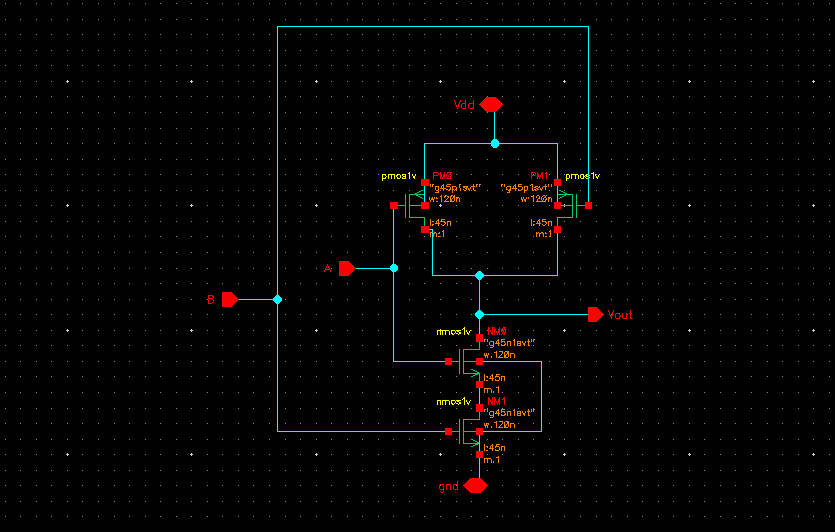 Vdd
pmos1v PM0 PM1 pmos1v
"g45p1svt" "g45p1svt"
w:120n w:120n
l:45n l:45n
m:1 m:1
A
B
Vout
nmos1v NM0
"g45n1svt"
w:120n
l:45n
m:1
nmos1v NM1
"g45n1svt"
w:120n
l:45n
m:1
gnd